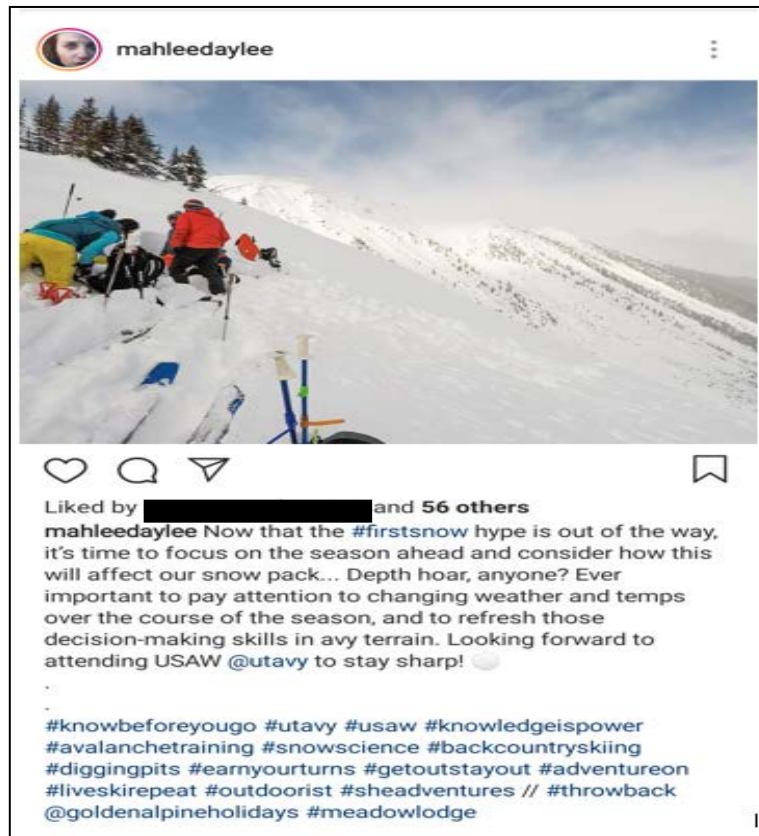 mahleedaylee
Liked by and 56 others
mahleedaylee Now that the #firstsnow hype is out of the way,
it's time to focus on the season ahead and consider how this
will affect our snow pack... Depth hoar, anyone? Ever
important to pay attention to changing weather and temps
over the course of the season, and to refresh those
decision-making skills in avy terrain. Looking forward to
attending USAW @utavy to stay sharp!
.
.
#knowbeforeyougo #utavy #usaw #knowledgeispower
#avalanchetraining #snowscience #backcountryskiing
#diggingpits #earnyourturns #getoutstayout #adventureon
#liveskirepeat #outdoorist #sheadventures // #throwback
@goldenalpineholidays #meadowlodge